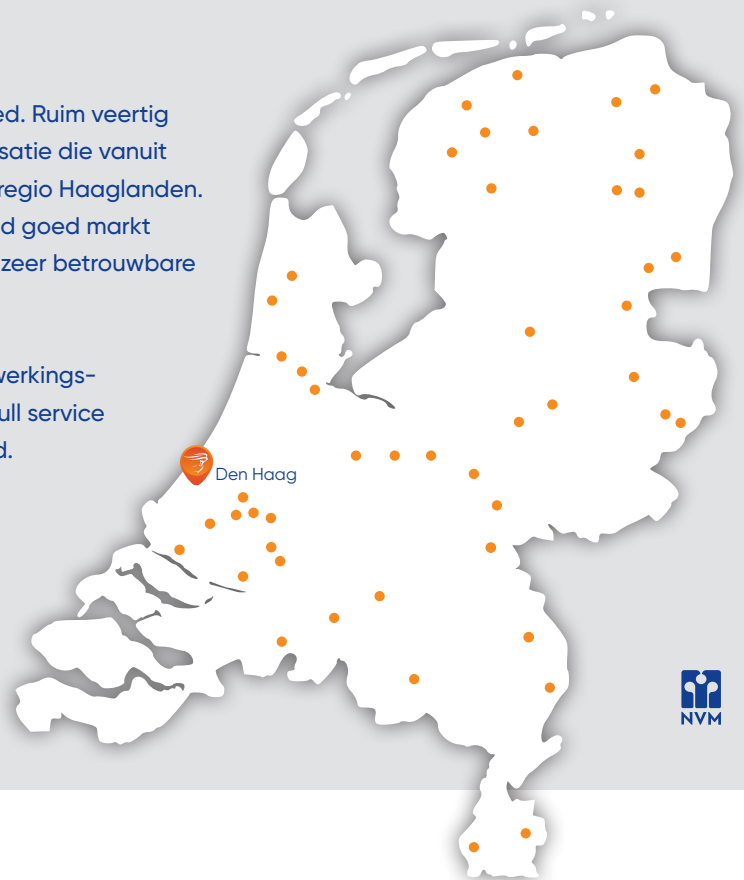 ed. Ruim veertig
satie die vanuit
regio Haaglanden.
d goed markt
zeer betrouwbare
werkings-
ull service
d.
Den Haag
NVM